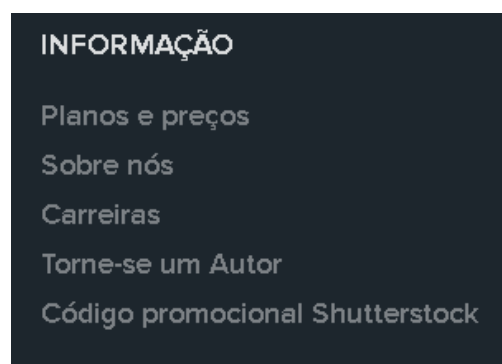 INFORMAÇÃO
Planos e preços
Sobre nós
Carreiras
Torne-se um Autor
Código promocional Shutterstock